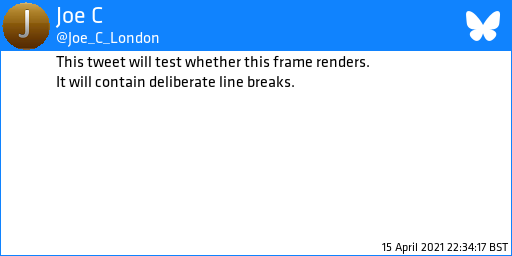 J
Joe C
@Joe_C_London
This tweet will test whether this frame renders.
It will contain deliberate line breaks.
15 April 2021 22:34:17 BST